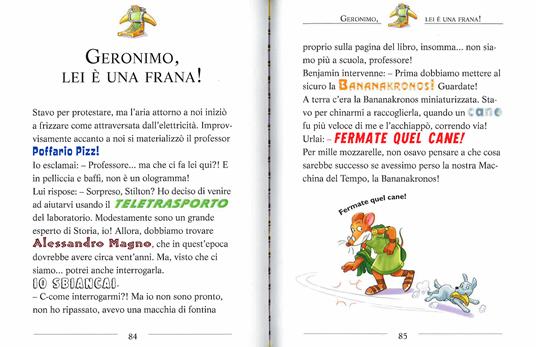 GERONIMO,
LEI È UNA FRANA!
Stavo per protestare, ma l'aria attorno a noi iniziò
a frizzare come attraversata dall'elettricità. Improv-
visamente accanto a noi si materializzò il professor
Poffario Pizz!
Io esclamai: – Professore... ma che ci fa lei qui?! E
in pelliccia e baffi, non è un ologramma!
Lui rispose: – Sorpreso, Stilton? Ho deciso di venire
ad aiutarvi usando il TELETRASPORTO
del laboratorio. Modestamente sono un grande
esperto di Storia, io! Allora, dobbiamo trovare
Alessandro Magno, che in quest'epoca
dovrebbe avere circa vent'anni. Ma, visto che ci
siamo... potrei anche interrogarla.
IO SBIANCAI.
– C-come interrogarmi?! Ma io non sono pronto,
non ho ripassato, avevo una macchia di fontina
84
GERONIMO, LEI È UNA FRANA!
proprio sulla pagina del libro, insomma... non sia-
mo più a scuola, professore!
Benjamin intervenne: – Prima dobbiamo mettere al
sicuro la BANANAKRONOS! Guardate!
A terra c'era la Bananakronos miniaturizzata. Sta-
vo per chinarmi a raccoglierla, quando un cane
fu più veloce di me e l'acchiappò, correndo via!
Urlai: – FERMATE QUEL CANE!
Per mille mozzarelle, non osavo pensare a che cosa
sarebbe successo se avessimo perso la nostra Mac-
china del Tempo, la Bananakronos!
Fermate quel cane!
85